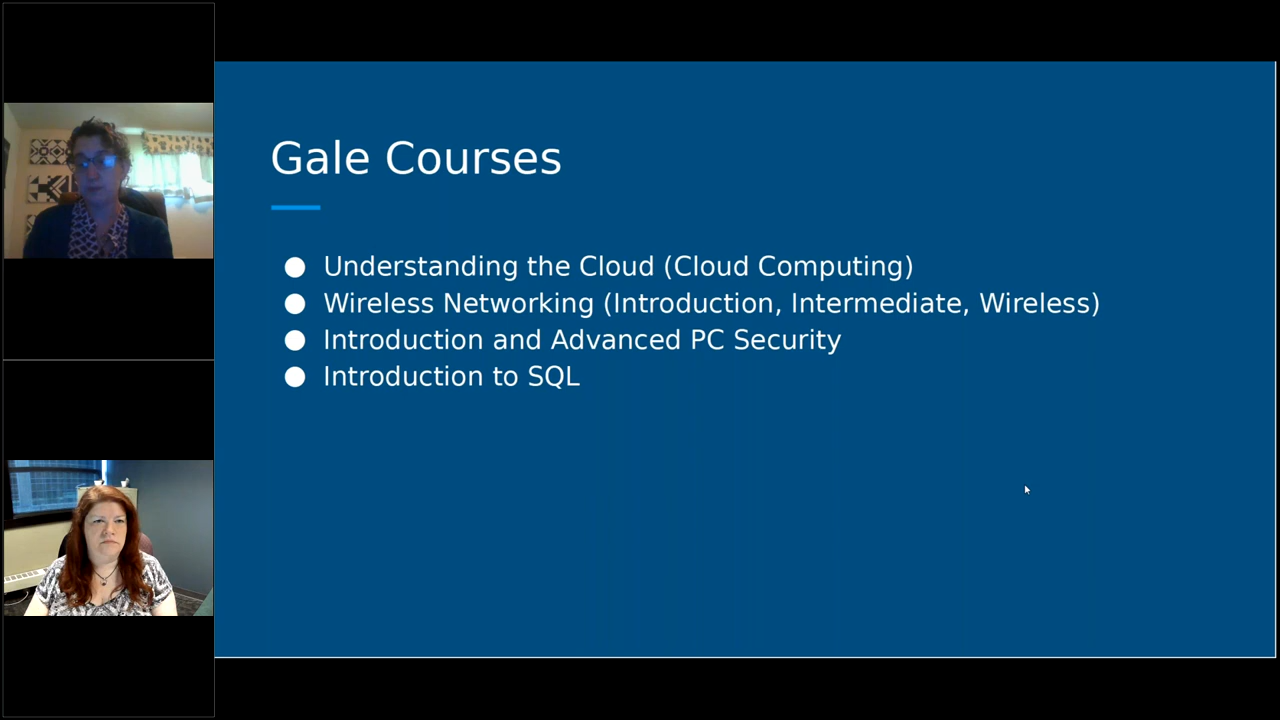 Gale Courses
● Understanding the Cloud (Cloud Computing)
● Wireless Networking (Introduction, Intermediate, Wireless)
● Introduction and Advanced PC Security
● Introduction to SQL